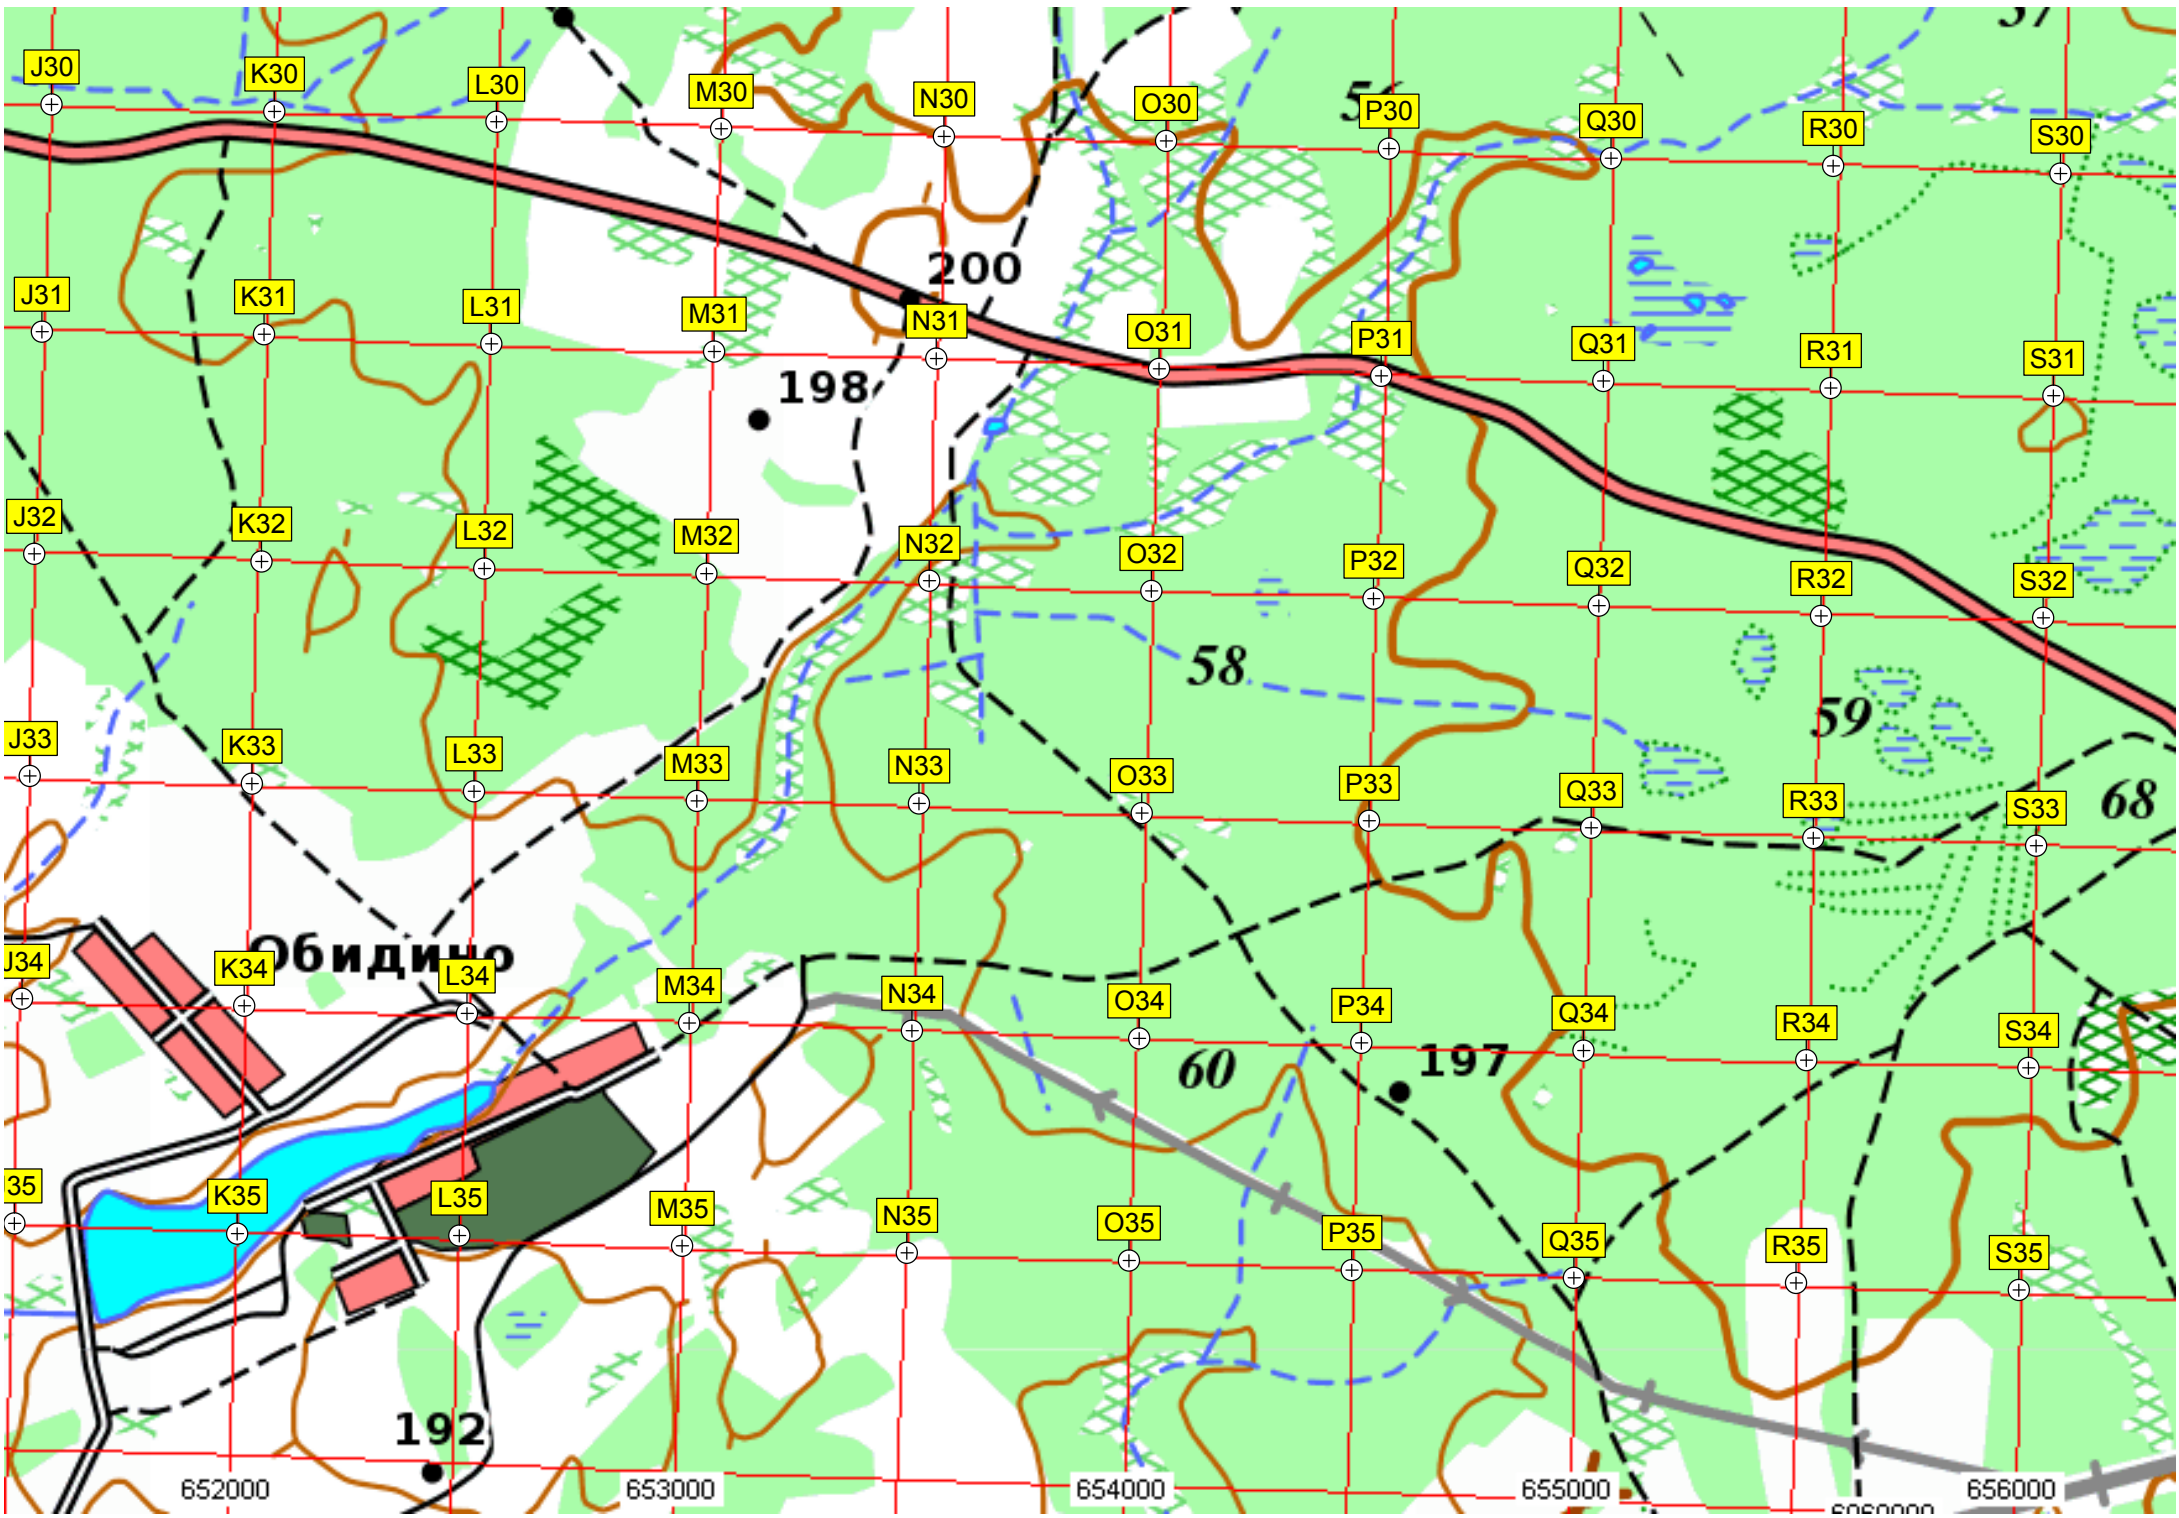 J30 K30 L30 M30 N30 O30 P30 Q30 R30 S30
200
J31 K31 L31 M31 N31 O31 P31 Q31 R31 S31
198
J32 K32 L32 M32 N32 O32 P32 Q32 R32 S32
58
59
J33 K33 L33 M33 N33 O33 P33 Q33 R33 S33
68
Обидино
J34 K34 L34 M34 N34 O34 P34 Q34 R34 S34
60
197
35 K35 L35 M35 N35 O35 P35 Q35 R35 S35
192
652000 653000 654000 655000 656000